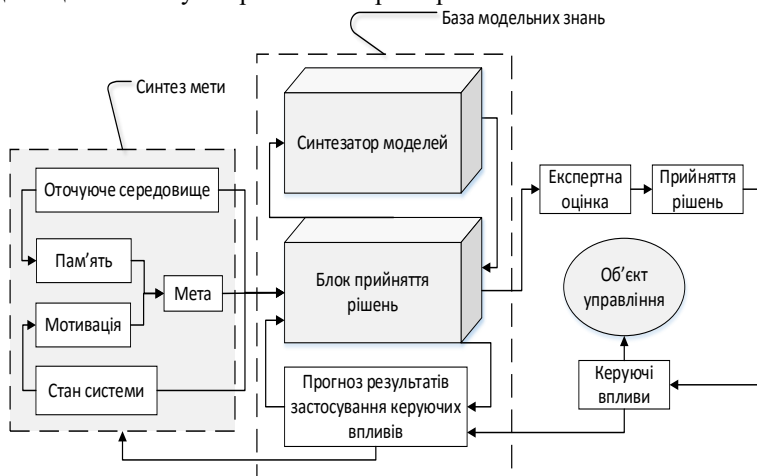 База модельних знань
Синтез мети
Синтезатор моделей
Оточуюче середовище
Експертна
оцінка
Прийняття
рішень
Пам’ять
Мета
Блок прийняття
рішень
Об’єкт
управління
Мотивація
Стан системи
Прогноз результатів
застосування керуючих
впливів
Керуючі
впливи